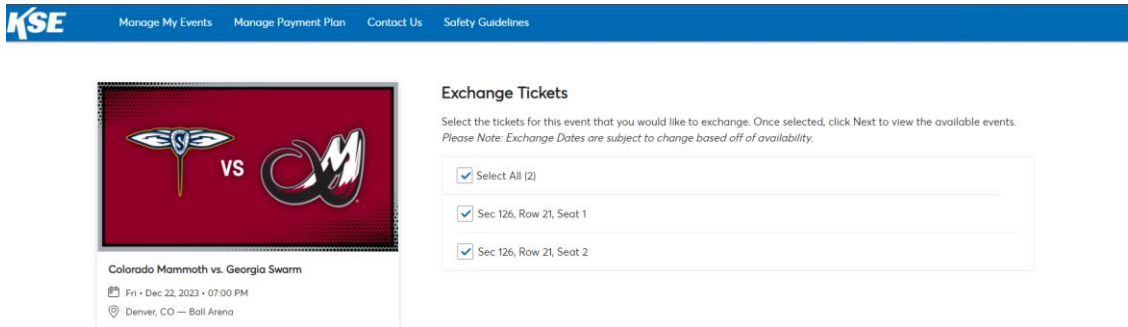 KSE
Manage My Events Manage Payment Plan Contact Us Safety Guidelines
VS
Colorado Mammoth vs. Georgia Swarm
Fri • Dec 22, 2023 • 07:00 PM
Denver, CO — Ball Arena
Exchange Tickets
Select the tickets for this event that you would like to exchange. Once selected, click Next to view the available events.
Please Note: Exchange Dates are subject to change based off of availability.
Select All (2)
Sec 126, Row 21, Seat 1
Sec 126, Row 21, Seat 2